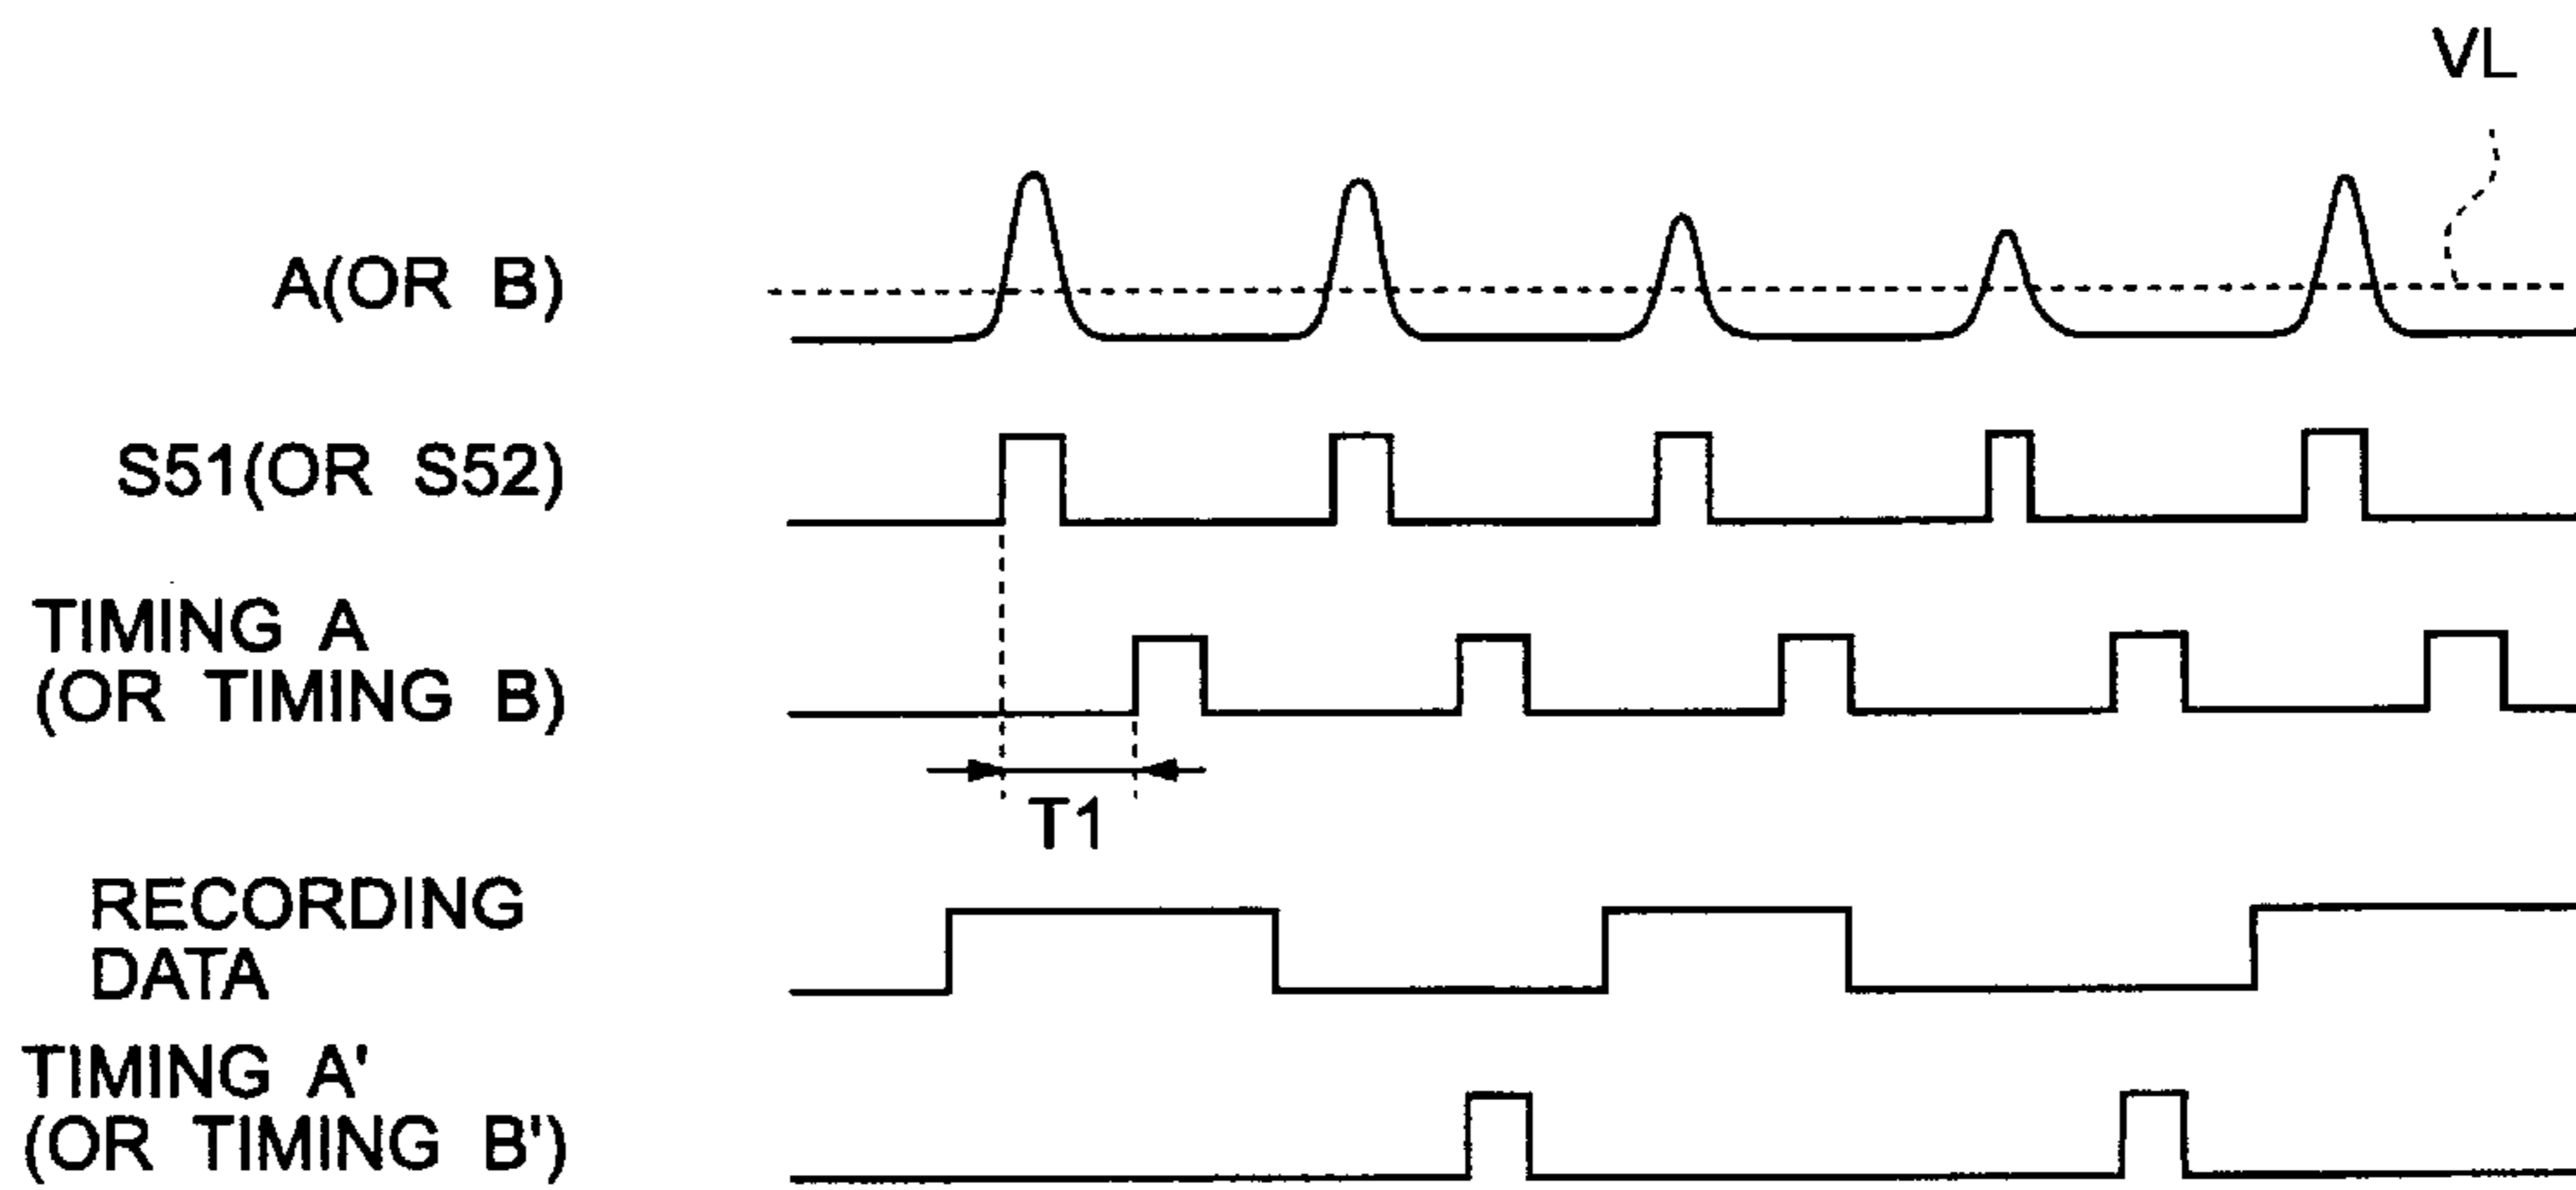 VL
A(OR B)
S51(OR S52)
TIMING A
(OR TIMING B)
T1
RECORDING
DATA
TIMING A'
(OR TIMING B')